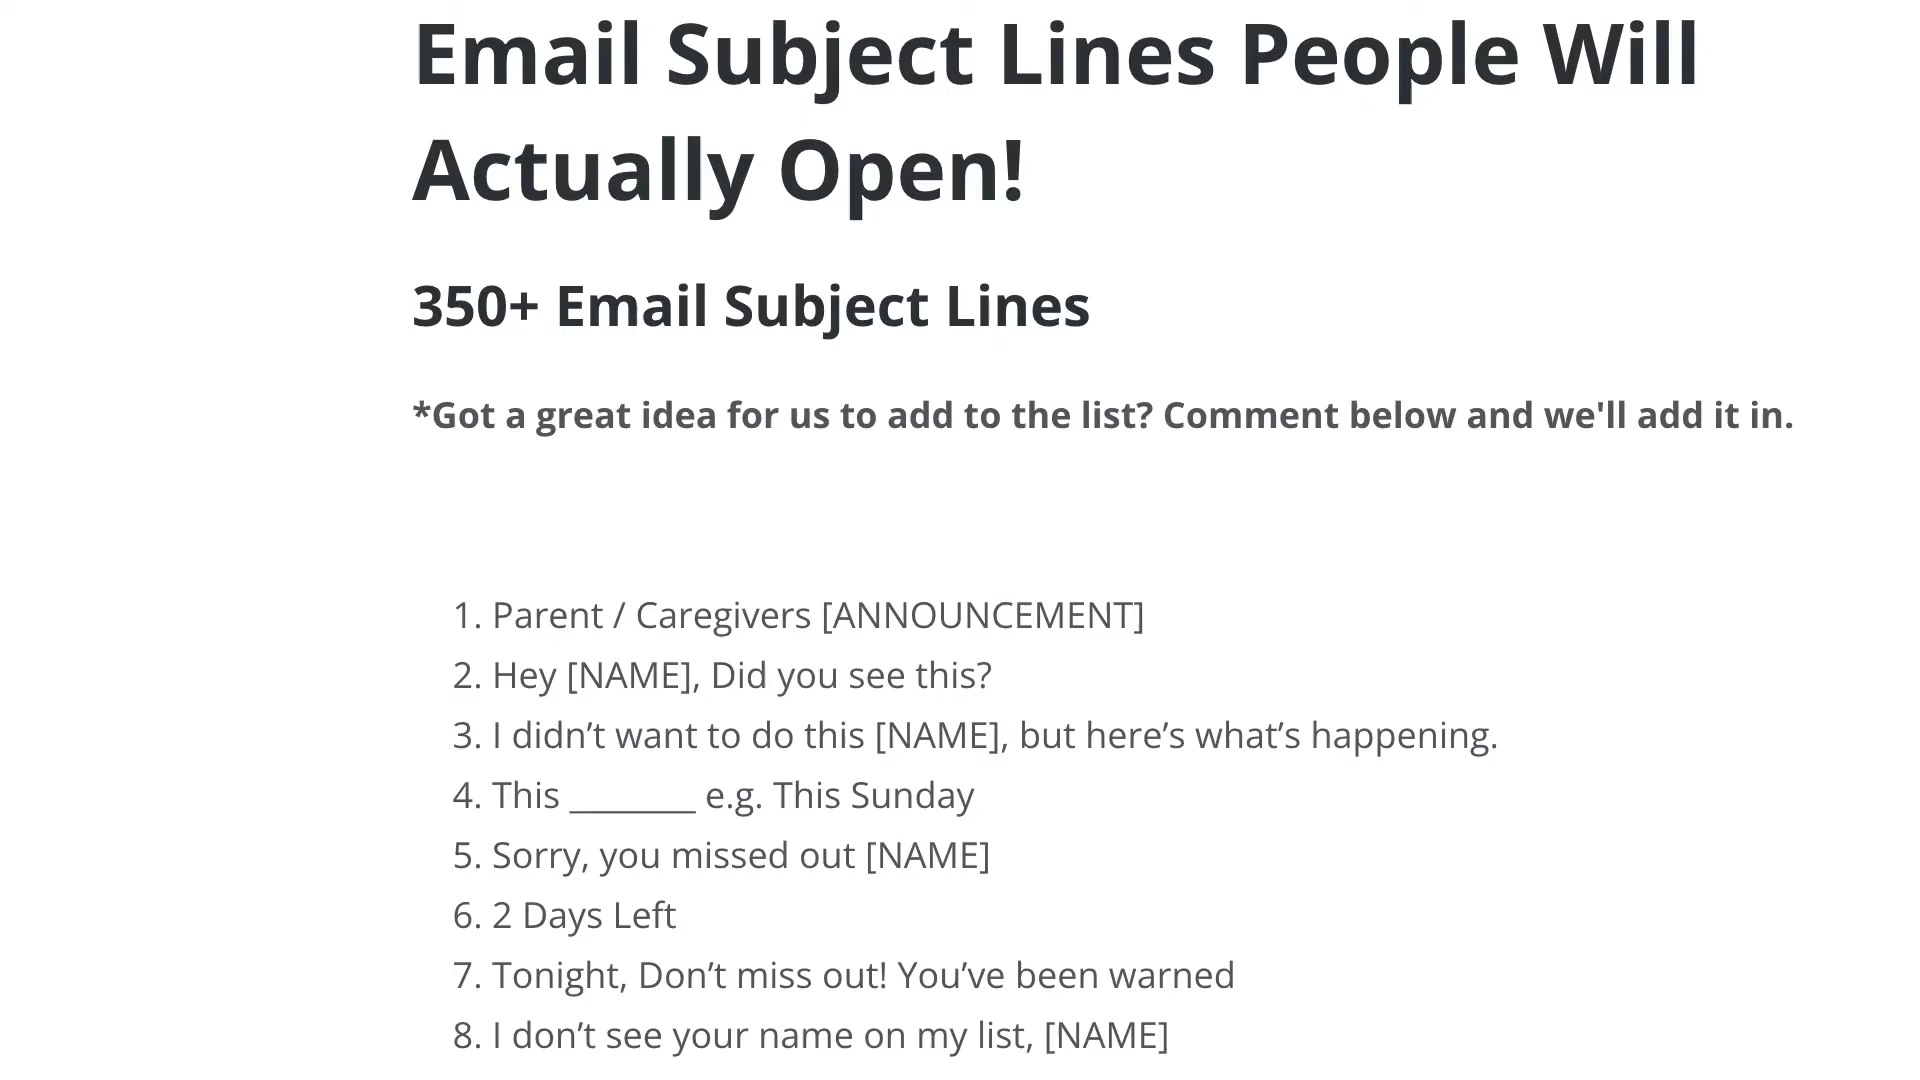 Email Subject Lines People Will
Actually Open!
350+ Email Subject Lines
*Got a great idea for us to add to the list? Comment below and we'll add it in.
1. Parent / Caregivers [ANNOUNCEMENT]
2. Hey [NAME], Did you see this?
3. I didn’t want to do this [NAME], but here’s what’s happening.
4. This _______ e.g. This Sunday
5. Sorry, you missed out [NAME]
6. 2 Days Left
7. Tonight, Don’t miss out! You’ve been warned
8. I don’t see your name on my list, [NAME]